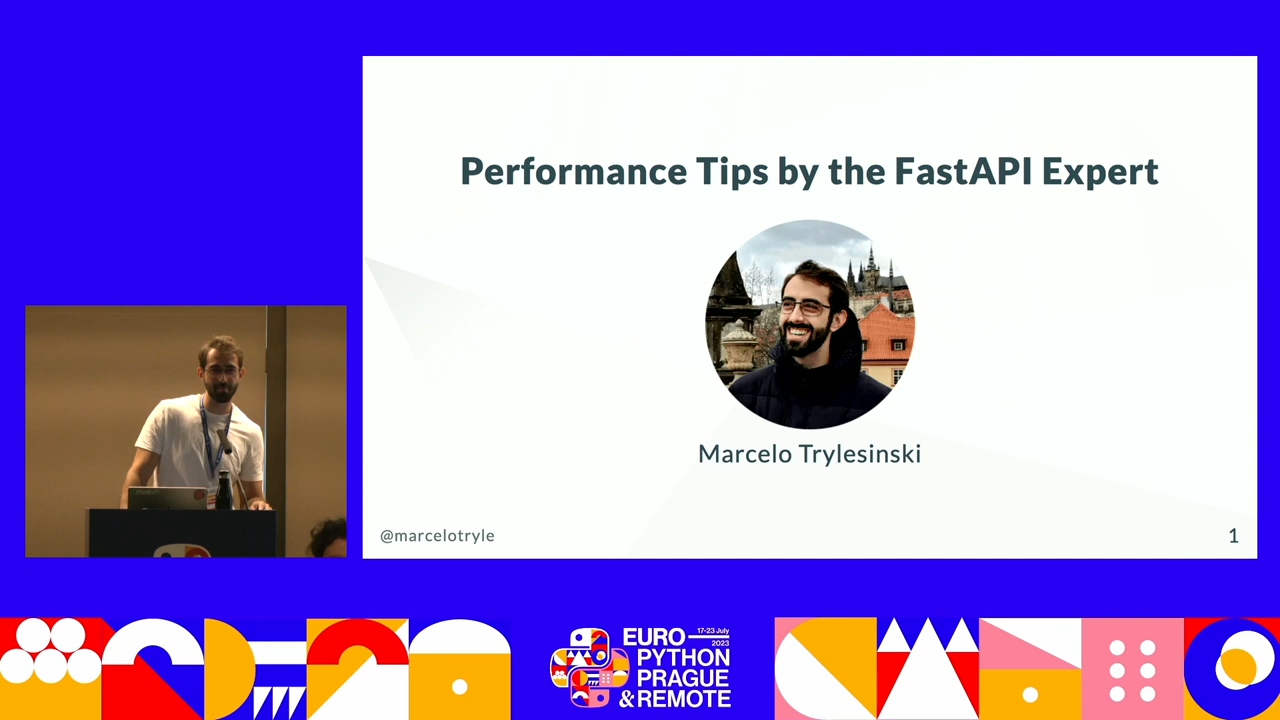 Performance Tips by the FastAPI Expert
Marcelo Trylesinski
@marcelotryle
1
EURO
17-23 July
2023
PYTHON
PRAGUE
& REMOTE